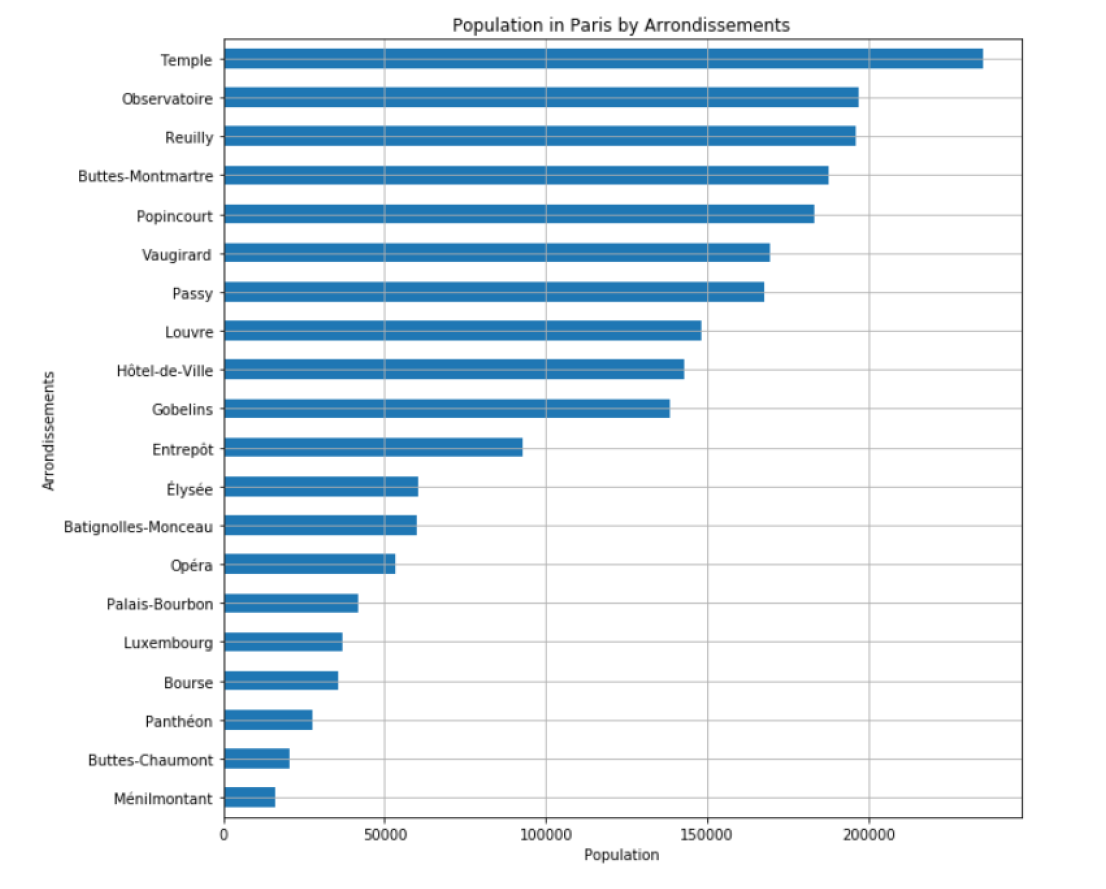 Population in Paris by Arrondissements
Temple
Observatoire
Reuilly
Buttes-Montmartre
Popincourt
Vaugirard
Passy
Louvre
Hôtel-de-Ville
Gobelins
Entrepôt
Élysée
Batignolles-Monceau
Opéra
Palais-Bourbon
Luxembourg
Bourse
Panthéon
Buttes-Chaumont
Ménilmontant
Arrondissements
0 50000 100000 150000 200000
Population